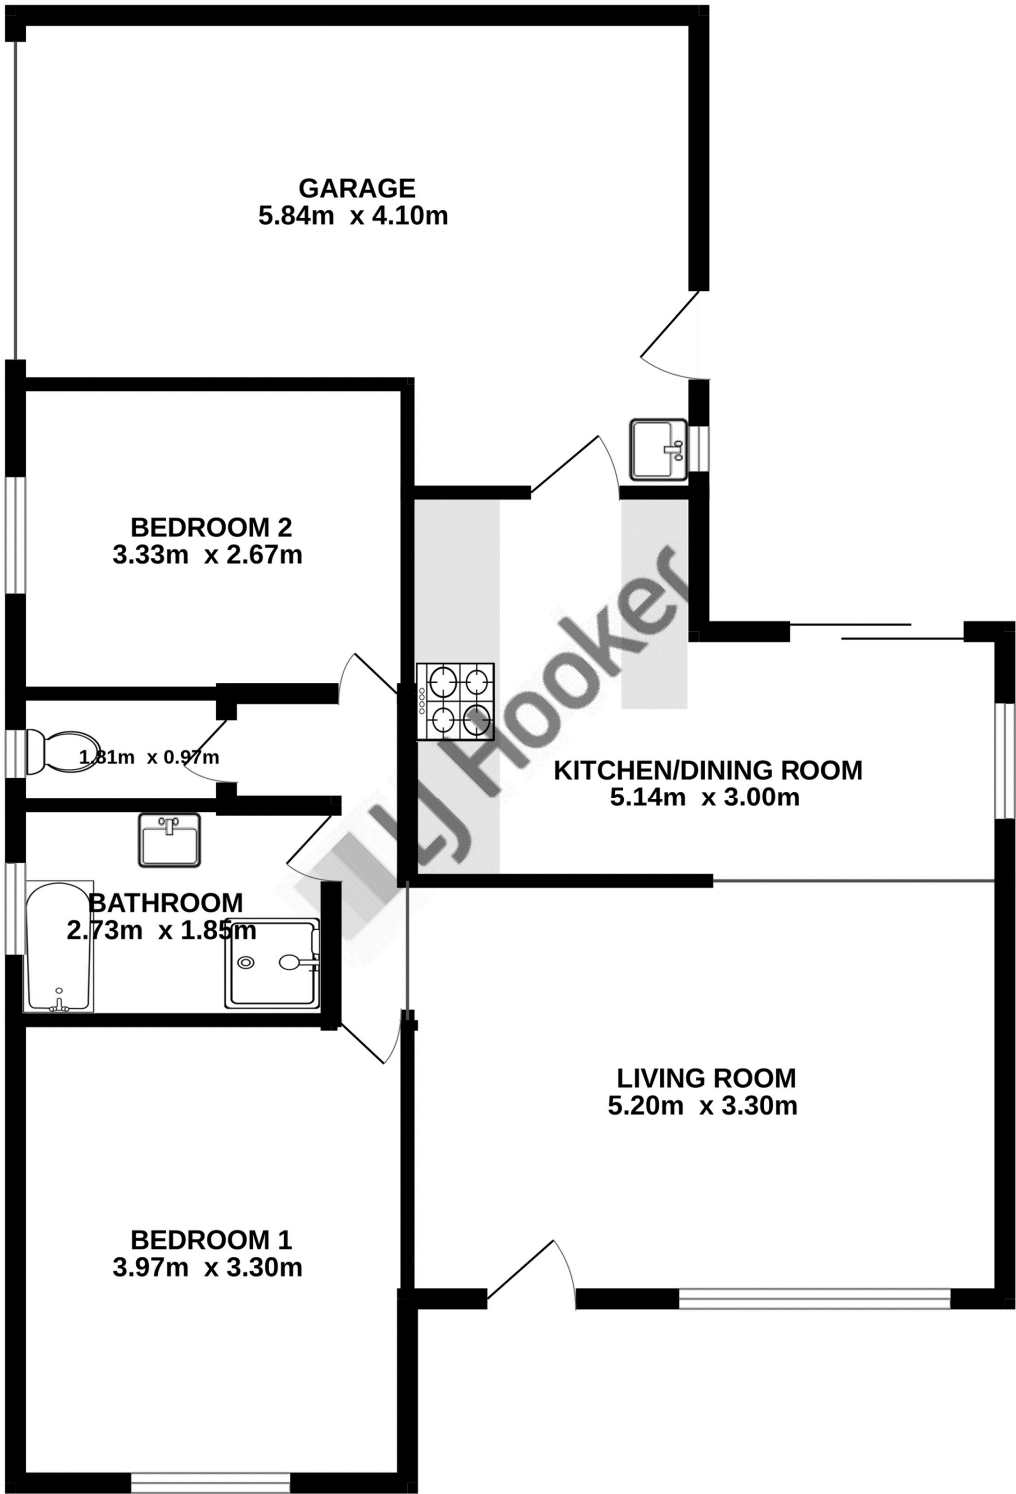 GARAGE
5.84m x 4.10m
BEDROOM 2
3.33m x 2.67m
1.81m x 0.97m
KITCHEN/DINING ROOM
5.14m x 3.00m
LJ Hooker
BATHROOM
2.73m x 1.85m
LIVING ROOM
5.20m x 3.30m
BEDROOM 1
3.97m x 3.30m